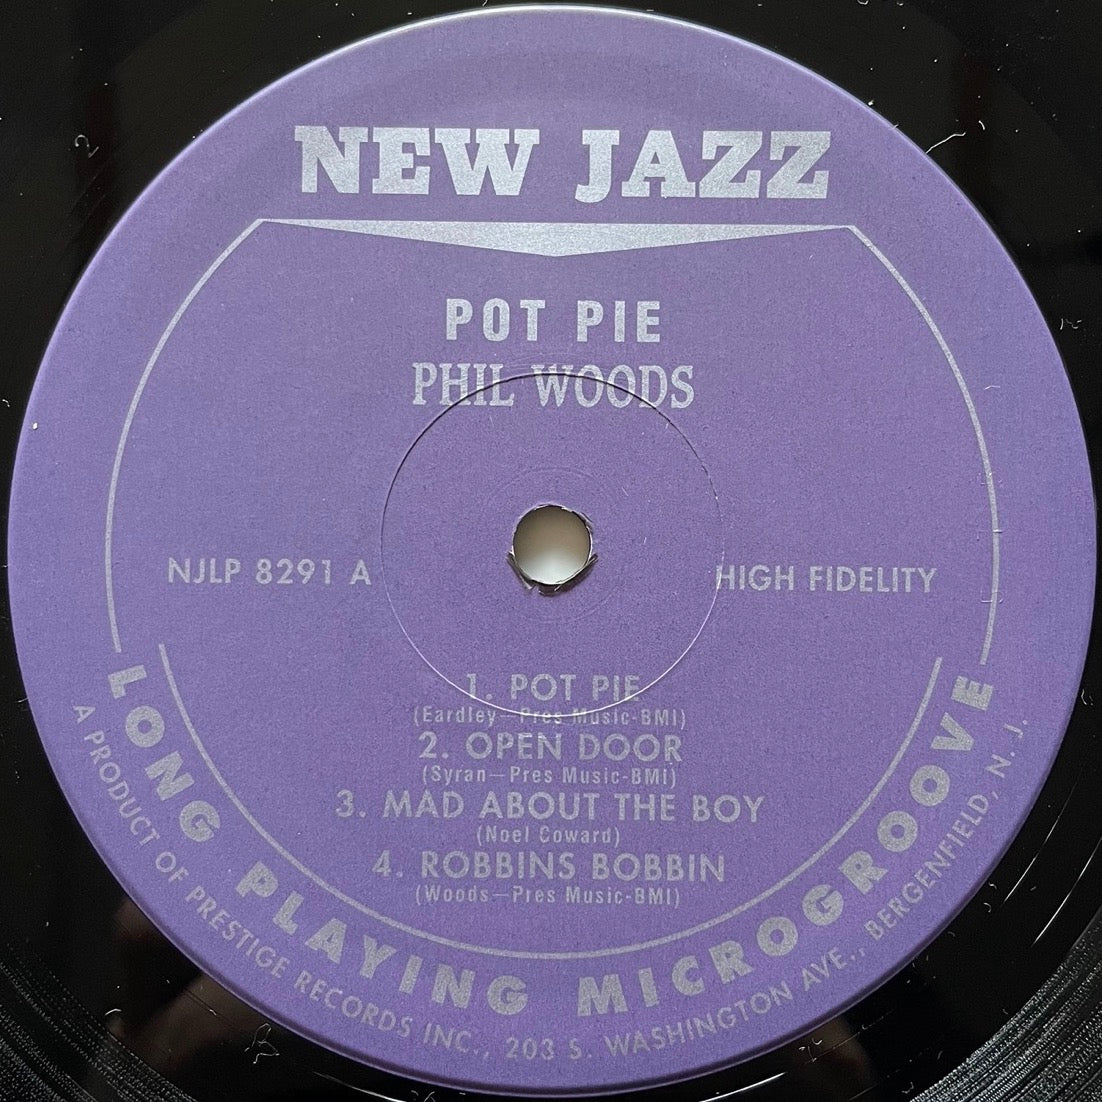 NEW JAZZ
POT PIE
PHIL WOODS
NJLP 8291 A
HIGH FIDELITY
1. POT PIE
(Eardley—Pres Music-BMI)
2. OPEN DOOR
(Syran—Pres Music-BMI)
3. MAD ABOUT THE BOY
(Noel Coward)
4. ROBBINS BOBBIN
(Woods—Pres Music-BMI)
LONG PLAYING MICROGROOVE
A PRODUCT OF PRESTIGE RECORDS INC., 203 S. WASHINGTON AVE., BERGENFIELD, N. J.